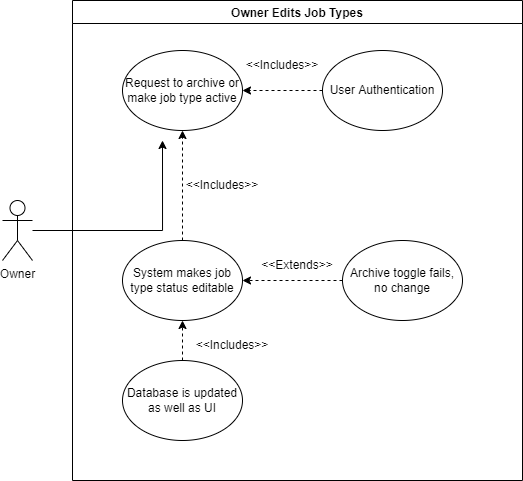 Owner Edits Job Types
<<Includes>>
Request to archive or
make job type active
User Authentication
<<Includes>>
Owner
System makes job
type status editable
<<Extends>>
Archive toggle fails,
no change
<<Includes>>
Database is updated
as well as UI